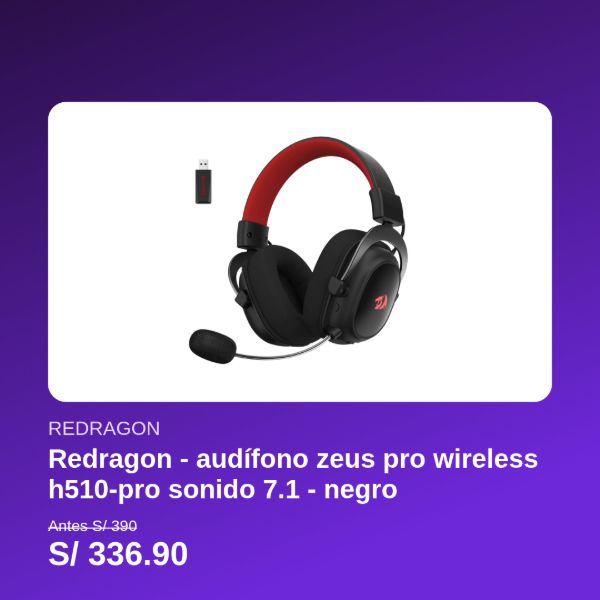 REDRAGON
Redragon - audífono zeus pro wireless
h510-pro sonido 7.1 - negro
Antes S/ 390
S/ 336.90